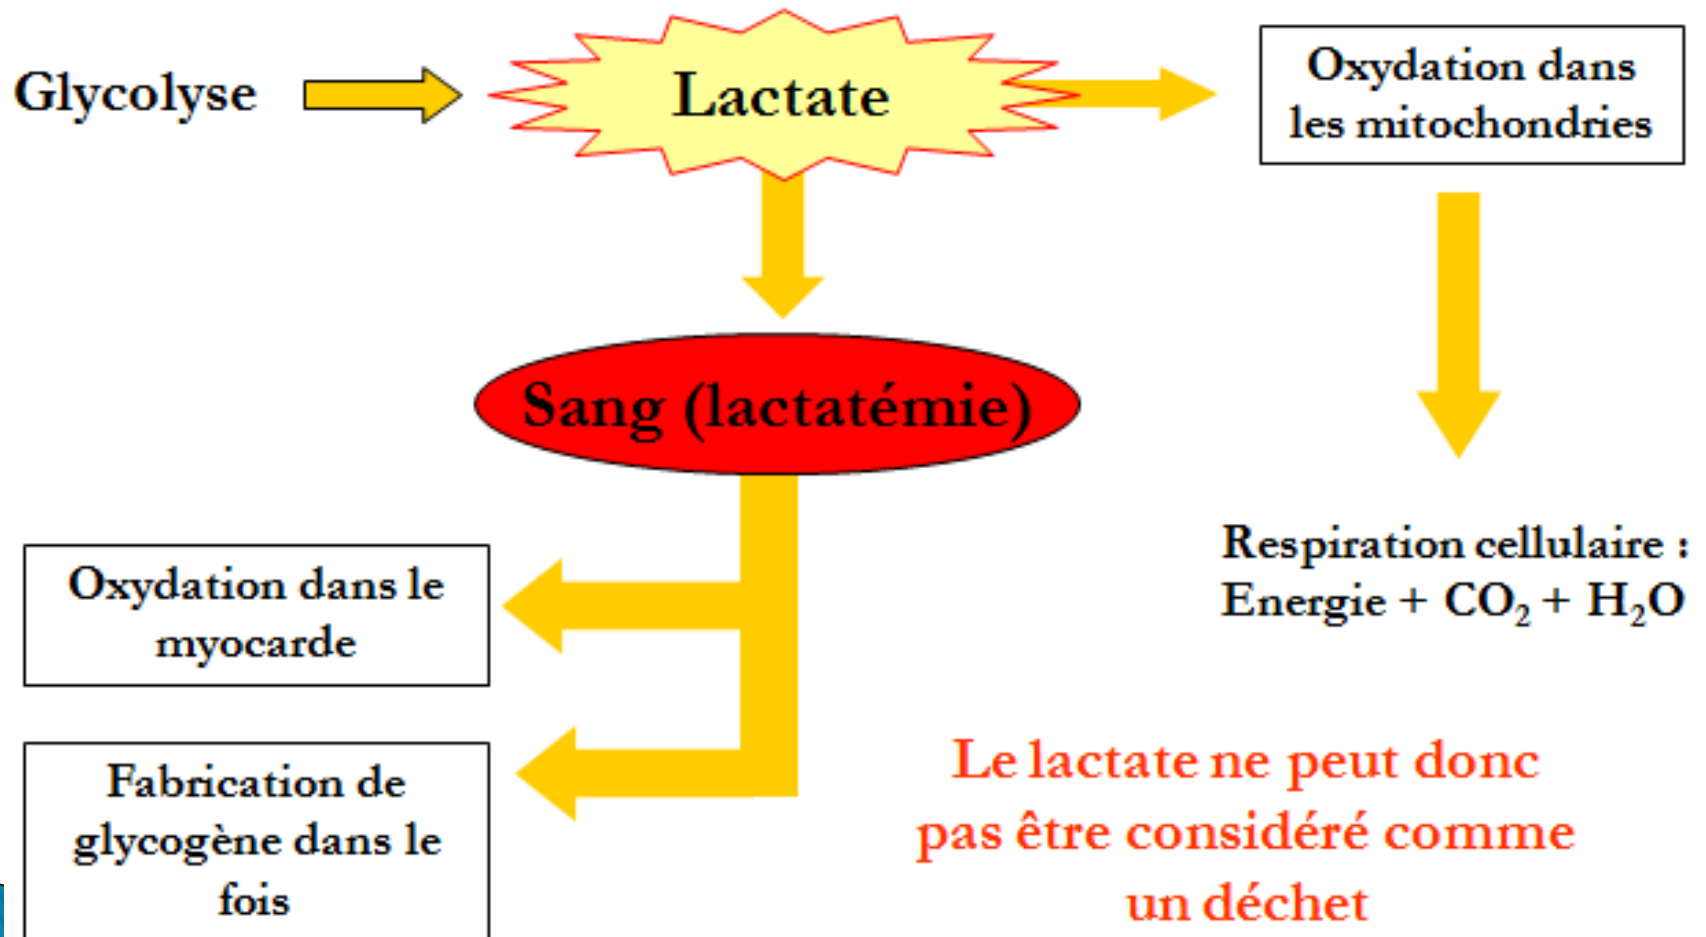 Glycolyse
Lactate
Oxydation dans
les mitochondries
Sang (lactatémie)
Respiration cellulaire :
Energie + CO₂ + H₂O
Oxydation dans le
myocarde
Fabrication de
glycogène dans le
fois
Le lactate ne peut donc
pas être considéré comme
un déchet